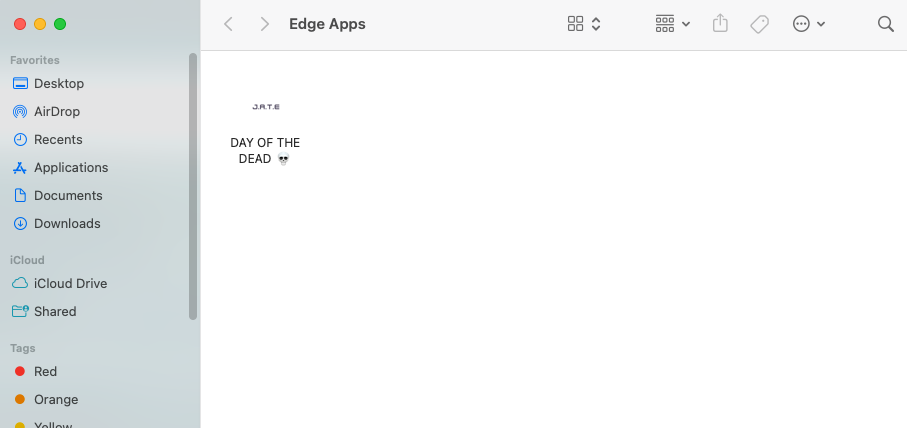 Edge Apps
Favorites
Desktop
AirDrop
Recents
Applications
Documents
Downloads
iCloud
iCloud Drive
Shared
Tags
Red
Orange
Yellow
J.A.T.E
DAY OF THE
DEAD 💀